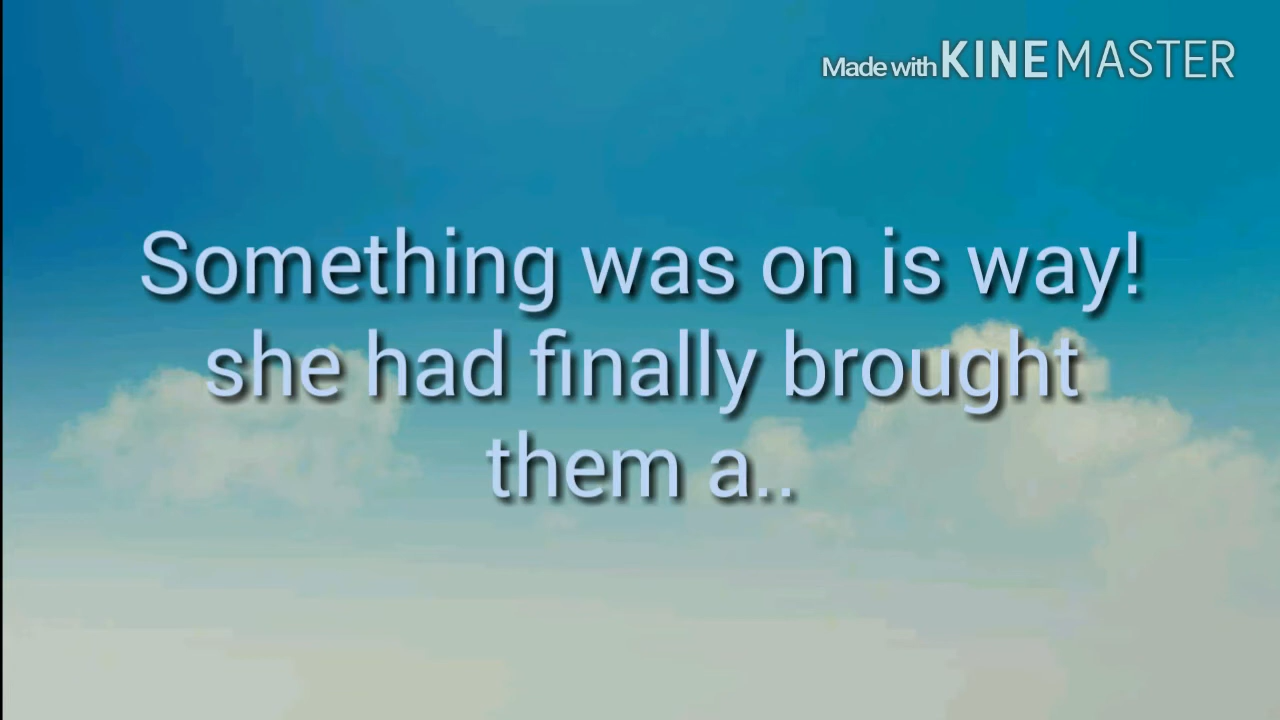 Made with KINEMASTER
Something was on is way!
she had finally brought
them a..